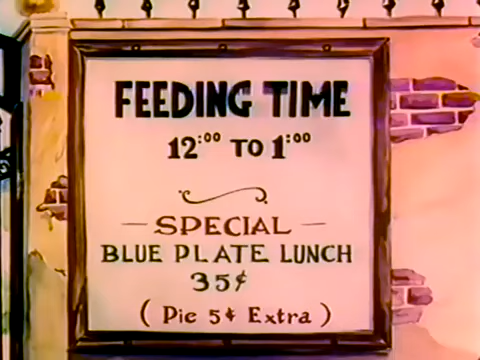 FEEDING TIME
12:00 TO 1:00
— SPECIAL —
BLUE PLATE LUNCH
35¢
( Pie 5¢ Extra )